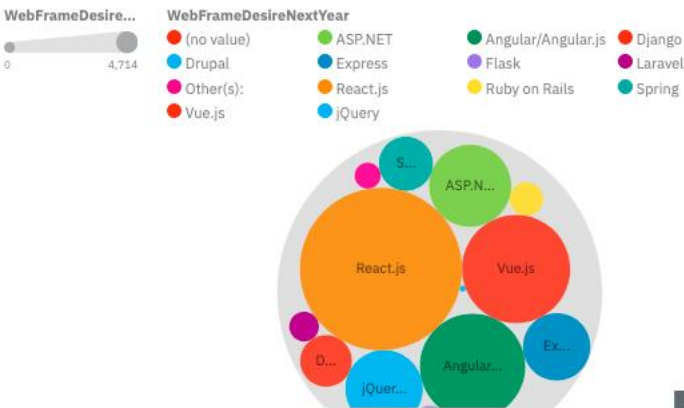 WebFrameDesire... WebFrameDesireNextYear
(no value) ASP.NET Angular/Angular.js Django
0 4,714 Drupal Express Flask Laravel
Other(s): React.js Ruby on Rails Spring
Vue.js jQuery
S...
ASP.N...
React.js Vue.js
Ex...
D... Angular...
jQuer...